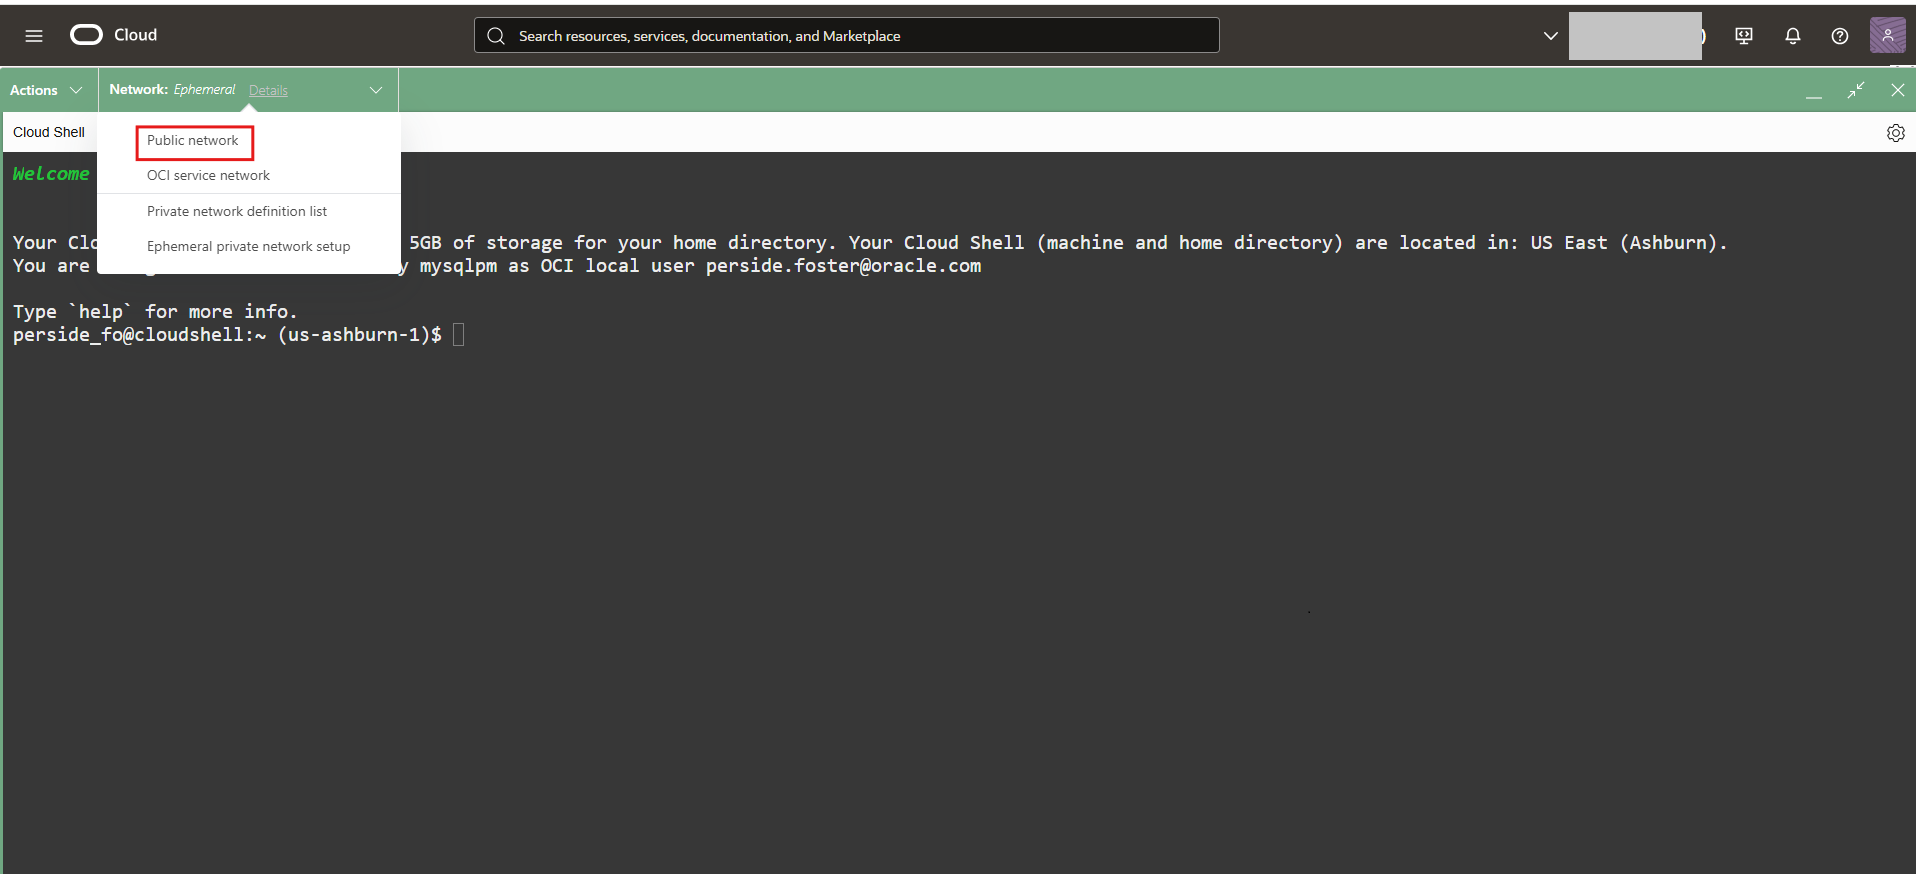 Cloud
Search resources, services, documentation, and Marketplace
Actions
Network: Ephemeral Details
Cloud Shell
Public network
OCI service network
Private network definition list
Ephemeral private network setup
Welcome
Your 5GB of storage for your home directory. Your Cloud Shell (machine and home directory) are located in: US East (Ashburn).
You are mysqlpm as OCI local user perside.foster@oracle.com
Type `help` for more info.
perside_fo@cloudshell:~ (us-ashburn-1)$